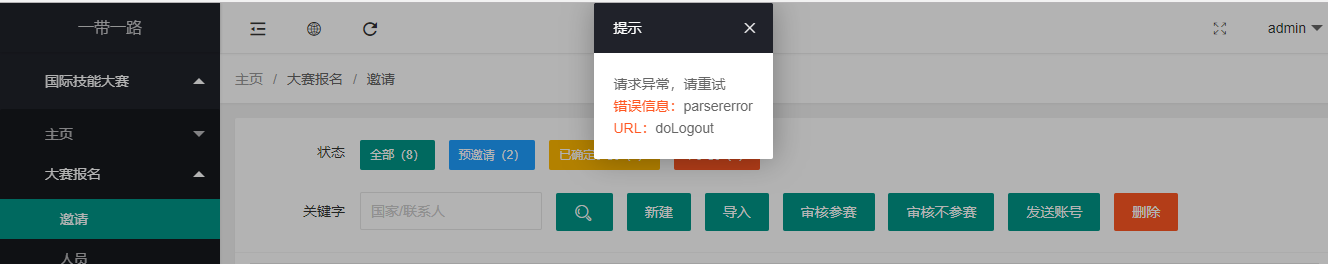 一带一路
提示
admin
国际技能大赛
主页 / 大赛报名 / 邀请
请求异常，请重试
错误信息：parsererror
URL：doLogout
主页
状态
全部（8）
预邀请（2）
已确定
大赛报名
关键字
国家/联系人
新建
导入
审核参赛
审核不参赛
发送账号
删除
邀请
人员